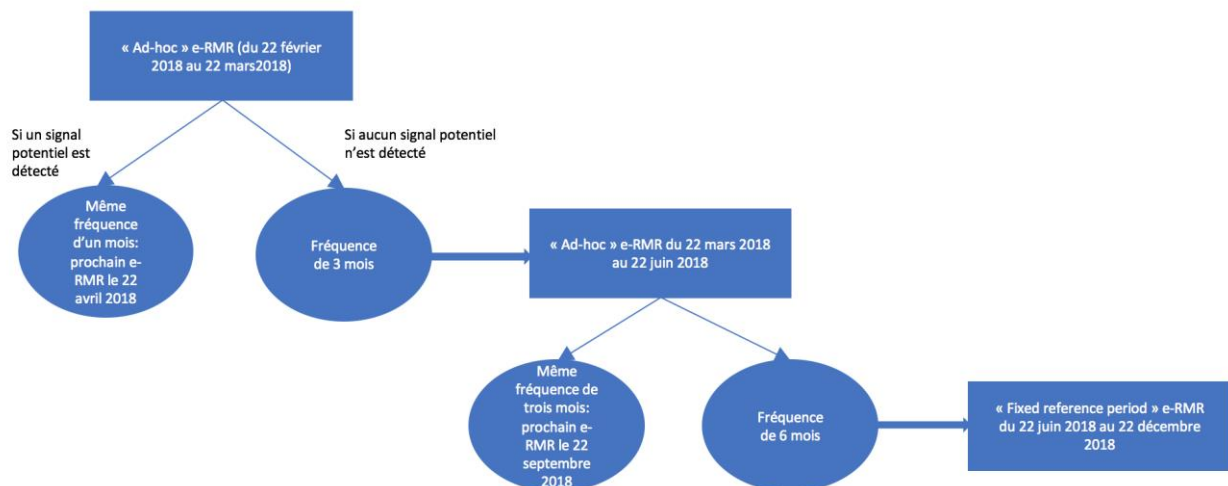 « Ad-hoc » e-RMR (du 22 février
2018 au 22 mars2018)
Si un signal
potentiel est
détecté
Si aucun signal potentiel
n’est détecté
Même
fréquence
d’un mois:
prochain e-
RMR le 22
avril 2018
Fréquence
de 3 mois
« Ad-hoc » e-RMR du 22 mars 2018
au 22 juin 2018
Même
fréquence de
trois mois:
prochain e-
RMR le 22
septembre
2018
Fréquence
de 6 mois
« Fixed reference period » e-RMR
du 22 juin 2018 au 22 décembre
2018